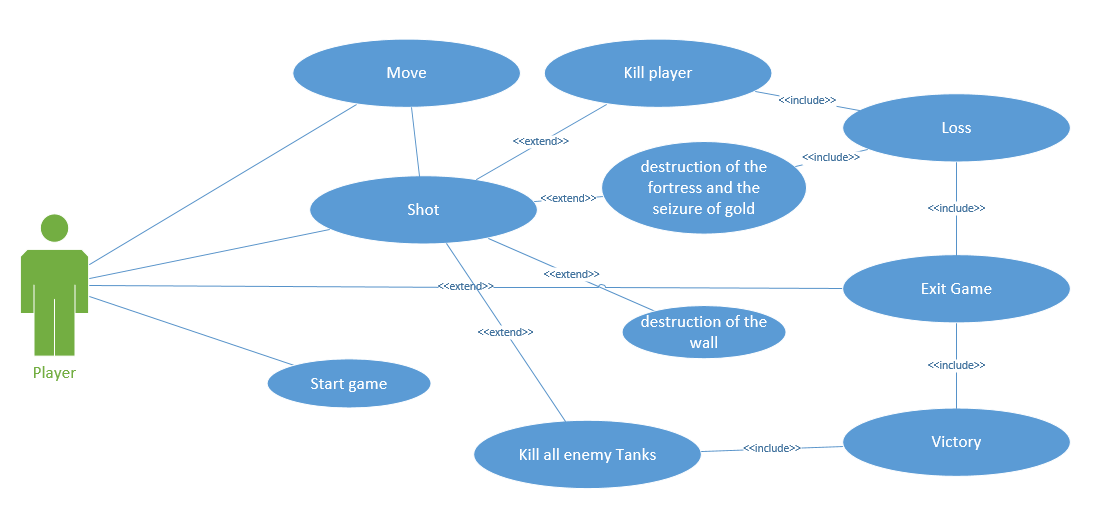 Move
Kill player
<<include>>
Loss
<<extend>>
<<include>>
destruction of the
fortress and the
seizure of gold
<<extend>>
Shot
<<include>>
<<extend>>
<<extend>>
Exit Game
destruction of the
wall
<<extend>>
Player
<<include>>
Start game
Victory
<<include>>
Kill all enemy Tanks